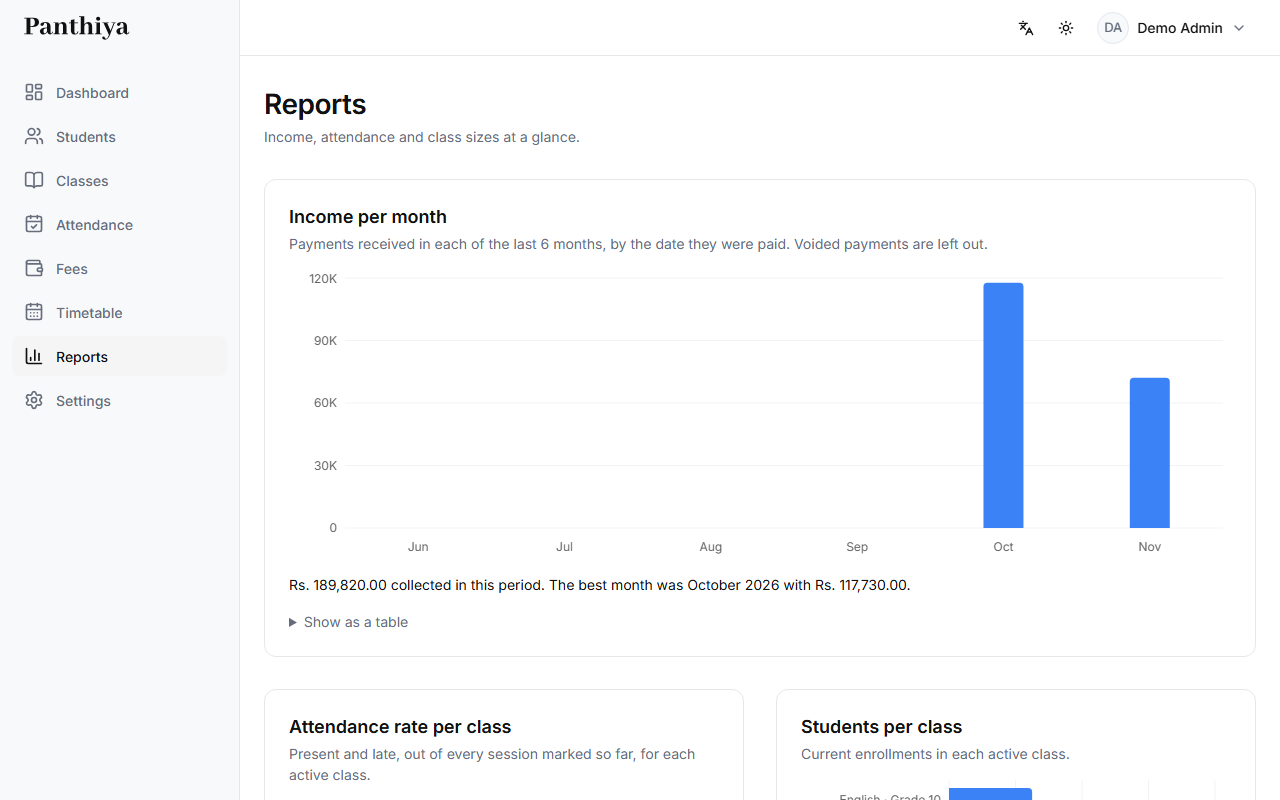 Panthiya
DA Demo Admin
Dashboard
Students
Classes
Attendance
Fees
Timetable
Reports
Settings
Reports
Income, attendance and class sizes at a glance.
Income per month
Payments received in each of the last 6 months, by the date they were paid. Voided payments are left out.
120K
90K
60K
30K
0
Jun Jul Aug Sep Oct Nov
Rs. 189,820.00 collected in this period. The best month was October 2026 with Rs. 117,730.00.
Show as a table
Attendance rate per class
Present and late, out of every session marked so far, for each
active class.
Students per class
Current enrollments in each active class.
English · Grade 10